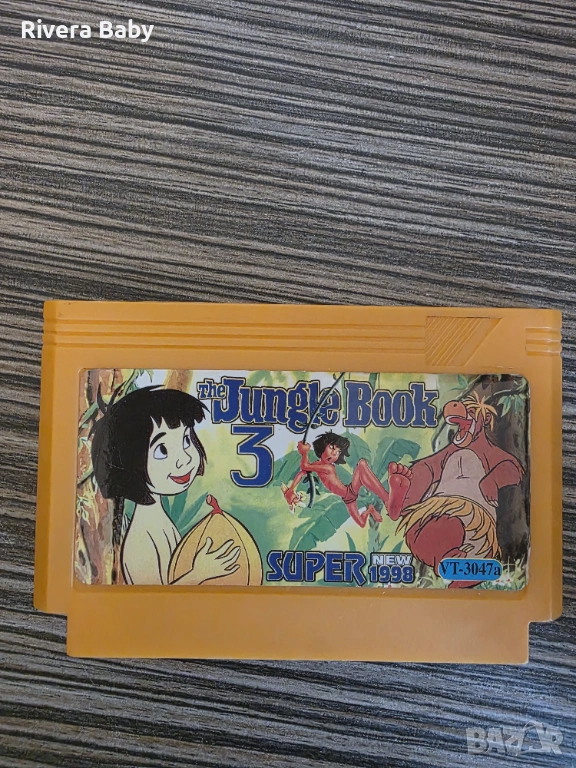 Rivera Baby
The Jungle Book
3
SUPER NEW 1998
VT-3047a
BAZAR